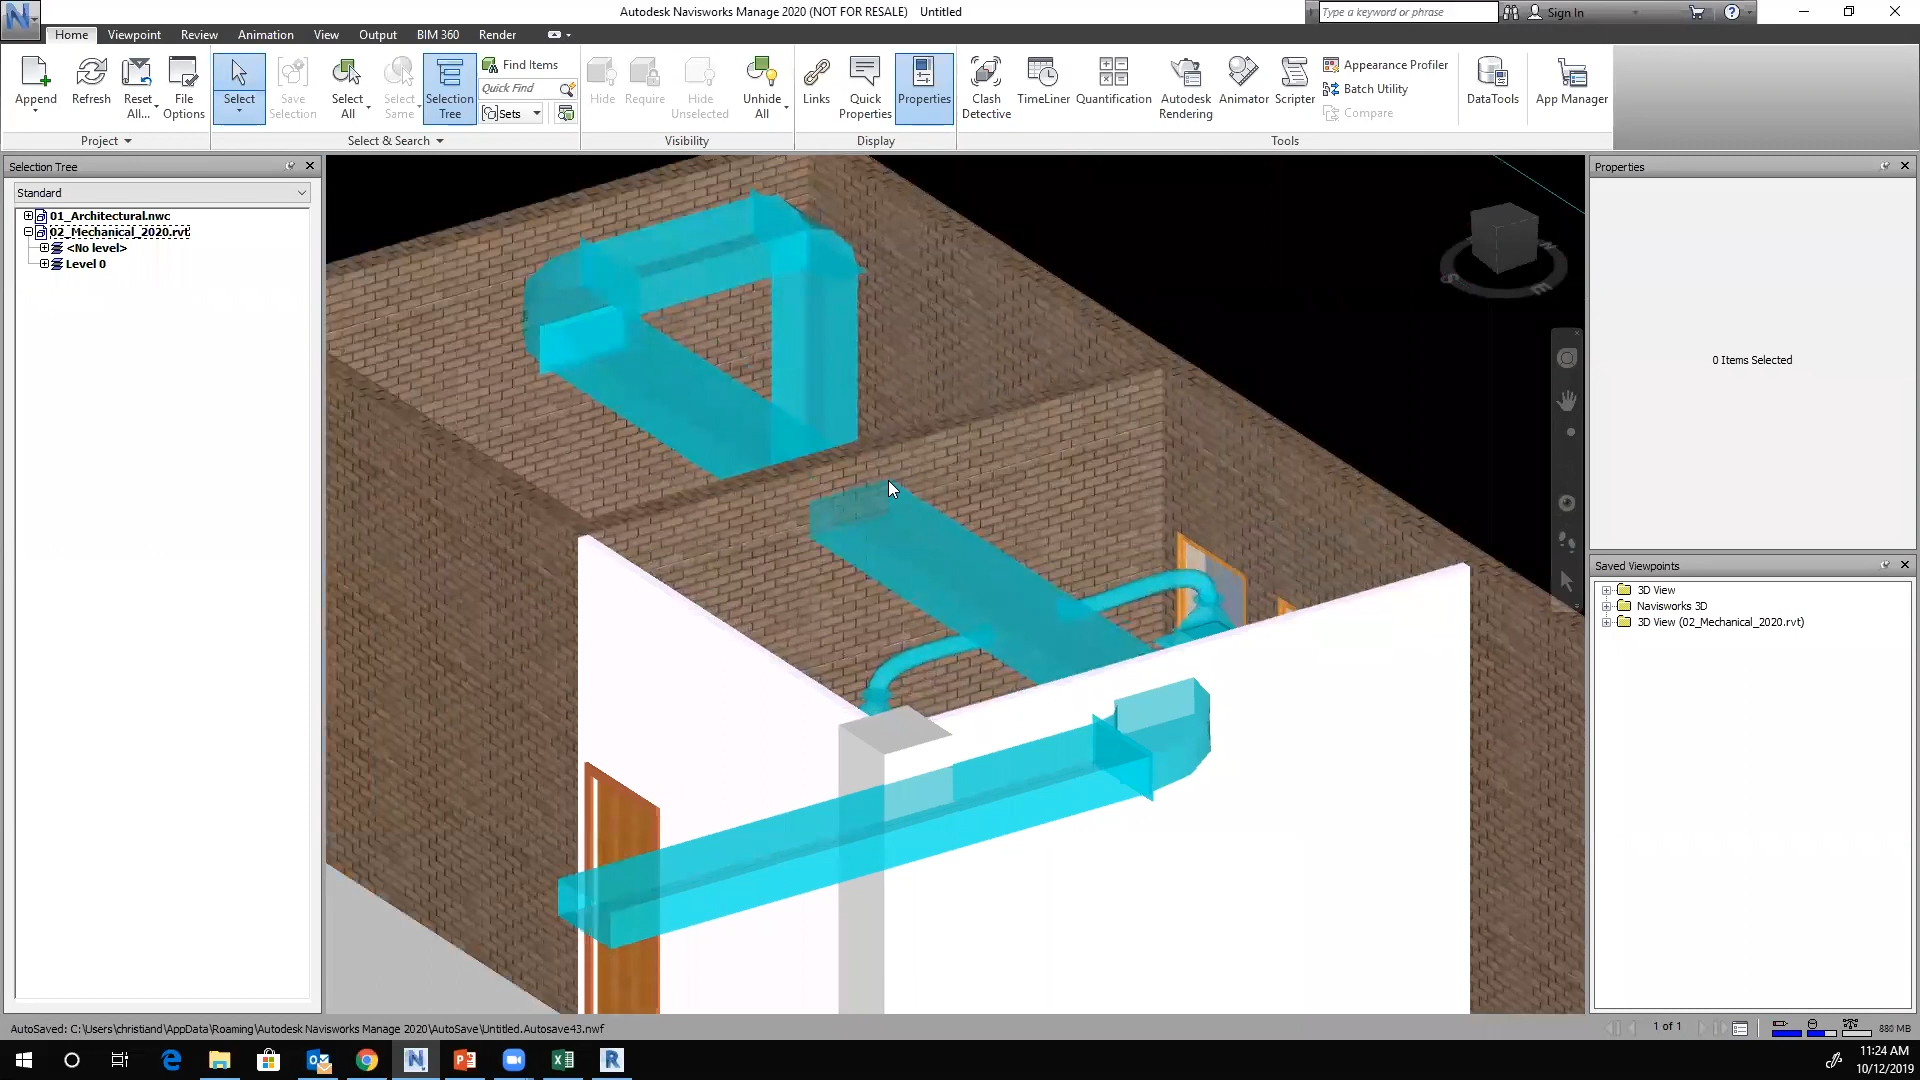 Autodesk Navisworks Manage 2020 (NOT FOR RESALE) Untitled
Type a keyword or phrase
Sign In
Home Viewpoint Review Animation View Output BIM 360 Render
Append
Refresh
Reset All...
File Options
Project
Select
Save Selection
Select All
Select Same
Selection Tree
Find Items
Quick Find
Sets
Select & Search
Hide
Require
Hide Unselected
Unhide All
Visibility
Links
Quick Properties
Properties
Display
Clash Detective
TimeLiner
Quantification
Autodesk Rendering
Animator
Scripter
Appearance Profiler
Batch Utility
Compare
Tools
DataTools
App Manager
Selection Tree
Standard
01_Architectural.nwc
02_Mechanical_2020.rvt
<No level>
Level 0
Properties
0 Items Selected
Saved Viewpoints
3D View
Navisworks 3D
3D View (02_Mechanical_2020.rvt)
AutoSaved: C:\Users\christiand\AppData\Roaming\Autodesk Navisworks Manage 2020\AutoSave\Untitled.Autosave43.nwf
1 of 1
880 MB
11:24 AM
10/12/2019